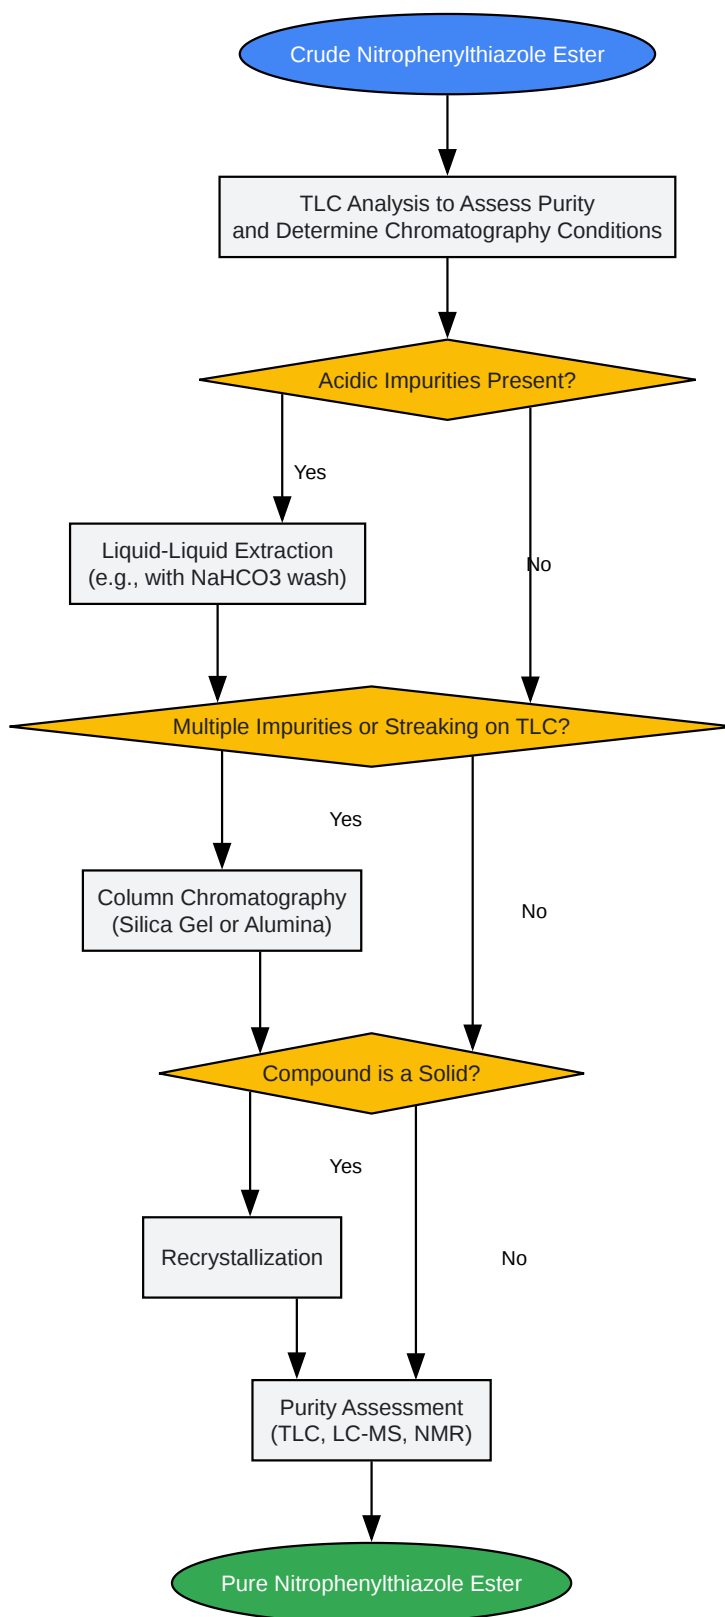 Crude Nitrophenylthiazole Ester
TLC Analysis to Assess Purity
and Determine Chromatography Conditions
Acidic Impurities Present?
Yes
Liquid-Liquid Extraction
(e.g., with NaHCO3 wash)
No
Multiple Impurities or Streaking on TLC?
Yes
Column Chromatography
(Silica Gel or Alumina)
No
Compound is a Solid?
Yes
Recrystallization
No
Purity Assessment
(TLC, LC-MS, NMR)
Pure Nitrophenylthiazole Ester